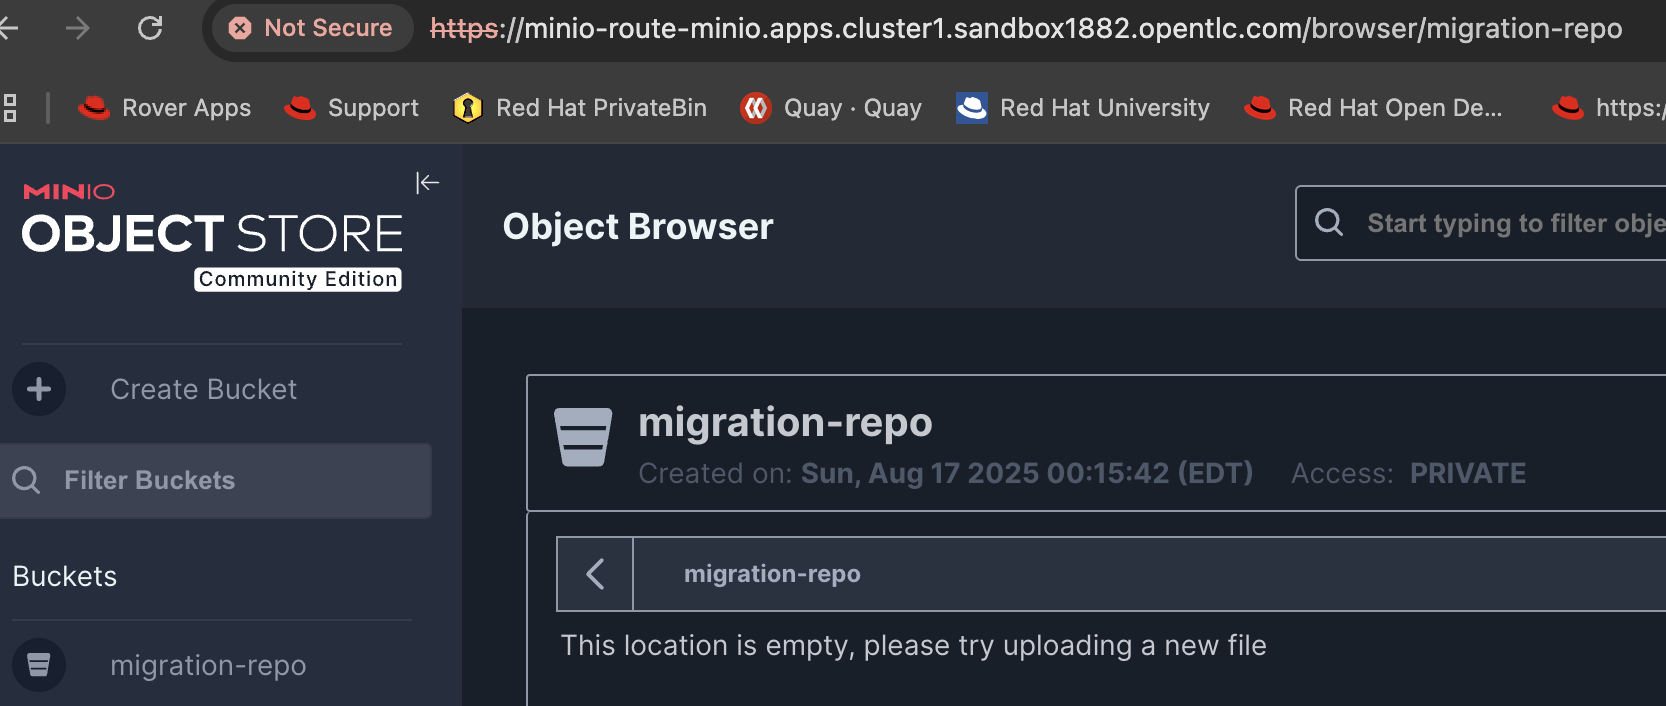 Not Secure https://minio-route-minio.apps.cluster1.sandbox1882.opentlc.com/browser/migration-repo
Rover Apps Support Red Hat PrivateBin Quay · Quay Red Hat University Red Hat Open De... https:/
MINIO
OBJECT STORE
Community Edition
Create Bucket
Filter Buckets
Buckets
migration-repo
Object Browser
Start typing to filter obje
migration-repo
Created on: Sun, Aug 17 2025 00:15:42 (EDT) Access: PRIVATE
migration-repo
This location is empty, please try uploading a new file